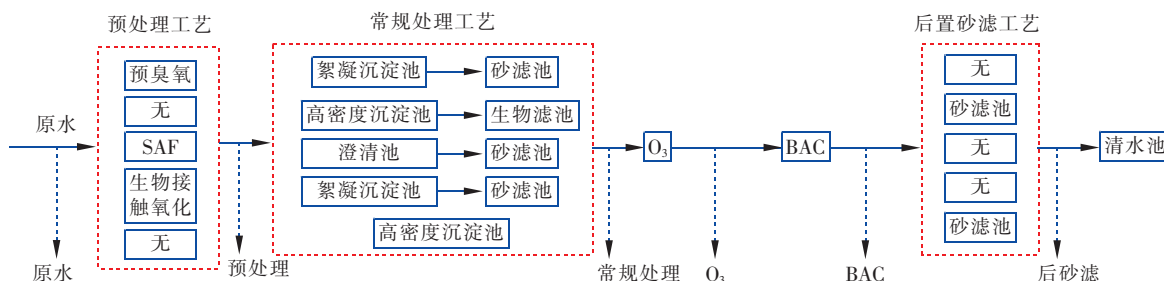 预处理工艺
常规处理工艺
后置砂滤工艺
原水
预臭氧
无
SAF
生物接
触氧化
无
絮凝沉淀池
砂滤池
高密度沉淀池
生物滤池
澄清池
砂滤池
絮凝沉淀池
砂滤池
高密度沉淀池
O₃
BAC
无
砂滤池
无
无
砂滤池
清水池
原水
预处理
常规处理
O₃
BAC
后砂滤